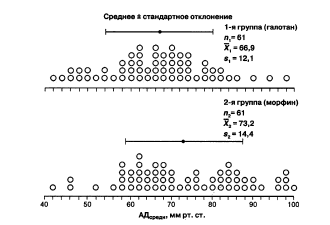 Среднее ± стандартное отклонение
1-я группа (галотан)
n₁= 61
X̄₁ = 66,9
s₁ = 12,1
2-я группа (морфин)
n₂= 61
X̄₂ = 73,2
s₂ = 14,4
40 50 60 70 80 90 100
АДсредн, мм рт. ст.